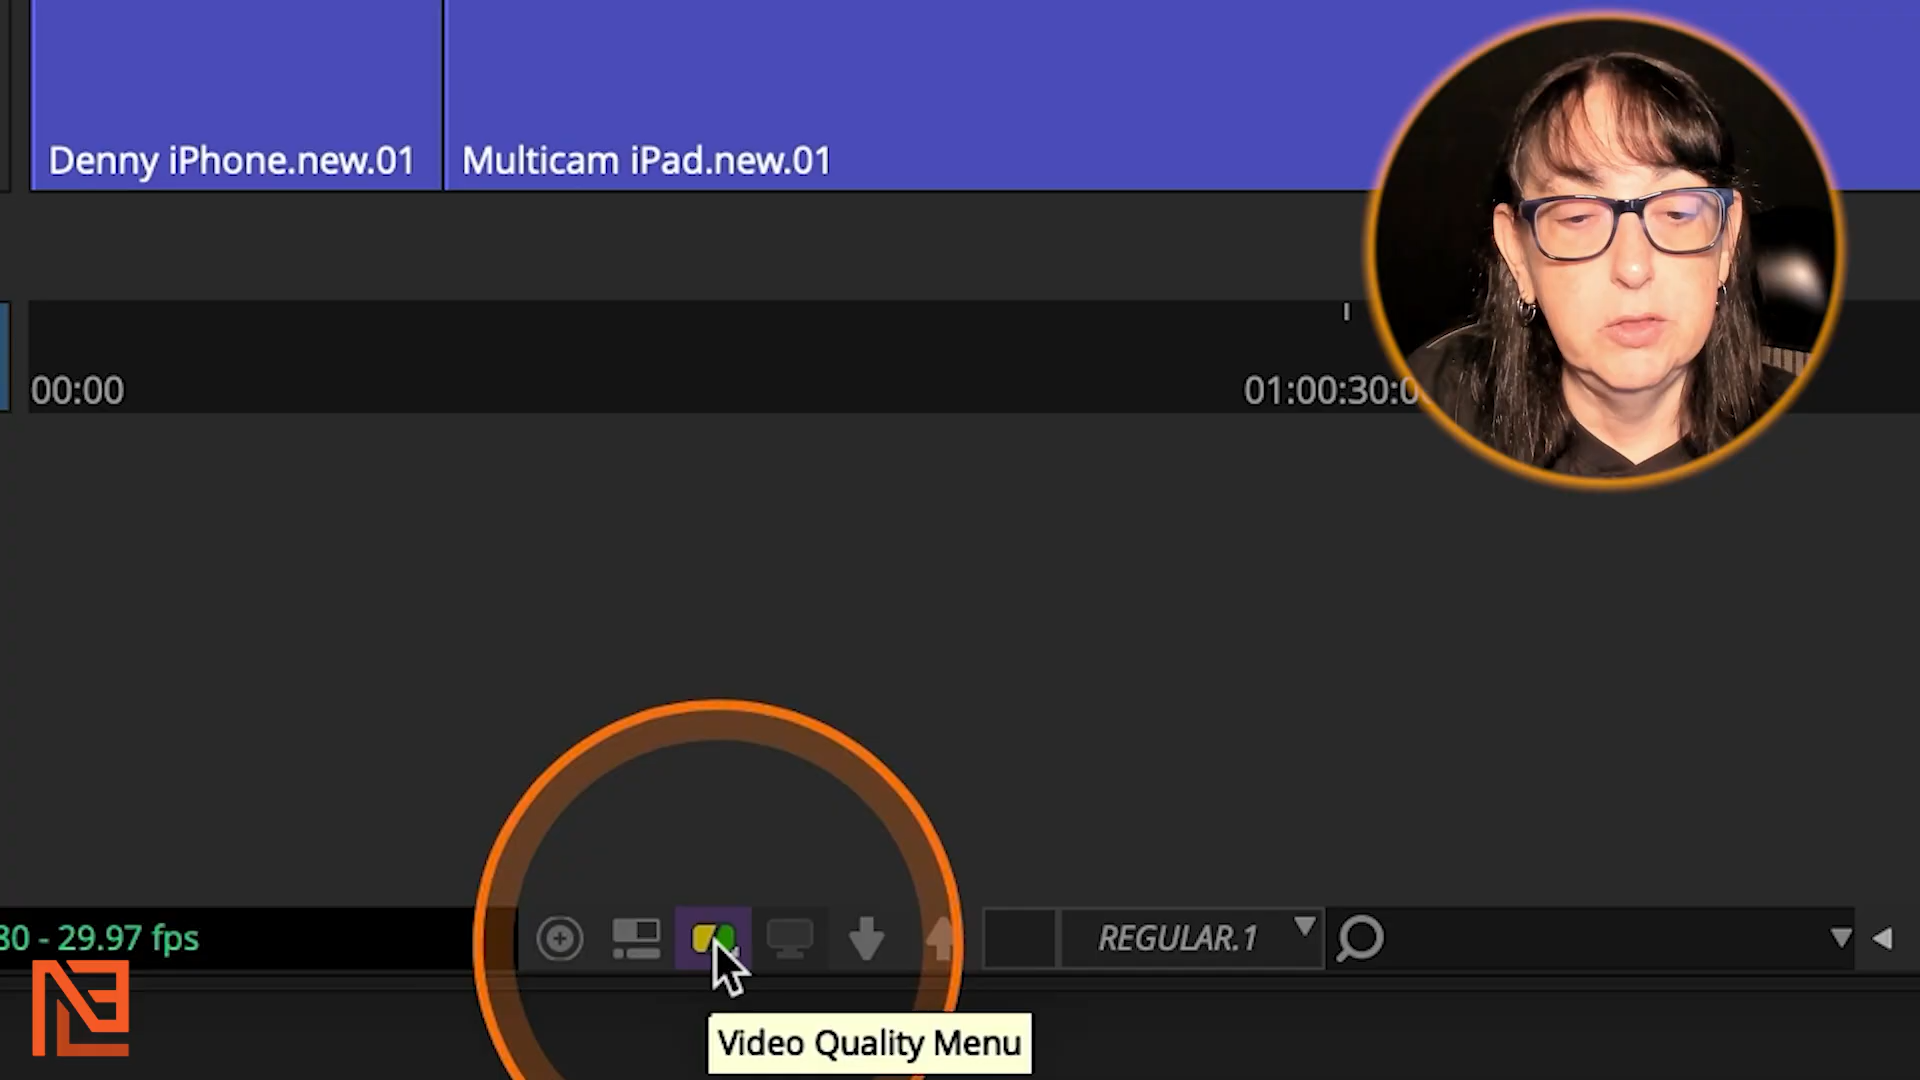 Denny iPhone.new.01
Multicam iPad.new.01
00:00
01:00:30:0
80 - 29.97 fps
REGULAR.1
Video Quality Menu